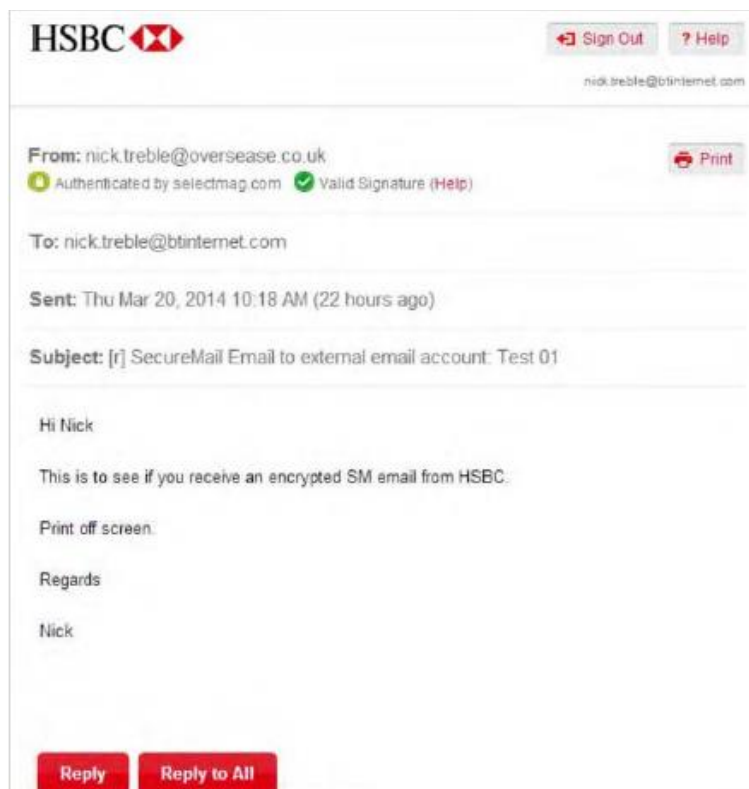 HSBC
Sign Out
? Help
nick.treble@btinternet.com
From: nick.treble@oversease.co.uk
Print
Authenticated by selectmag.com Valid Signature (Help)
To: nick.treble@btinternet.com
Sent: Thu Mar 20, 2014 10:18 AM (22 hours ago)
Subject: [r] SecureMail Email to external email account: Test 01
Hi Nick
This is to see if you receive an encrypted SM email from HSBC.
Print off screen.
Regards
Nick
Reply
Reply to All